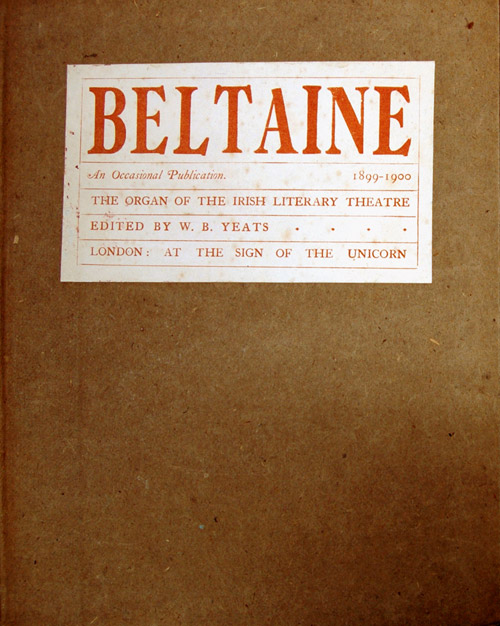 BELTAINE
An Occasional Publication. 1899-1900
THE ORGAN OF THE IRISH LITERARY THEATRE
EDITED BY W. B. YEATS . . . .
LONDON: AT THE SIGN OF THE UNICORN